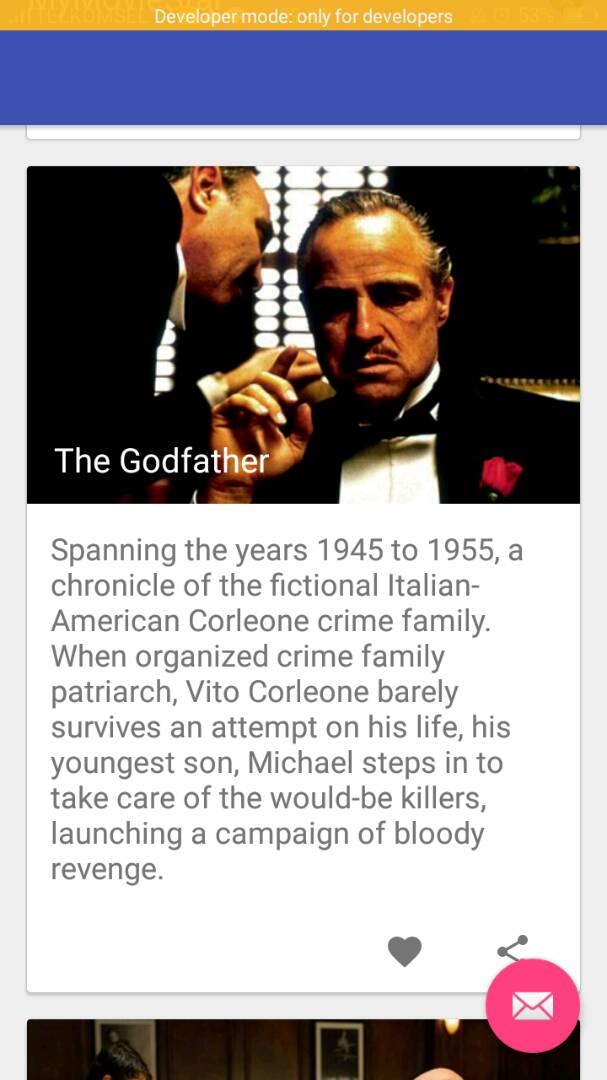 Developer mode: only for developers
The Godfather
Spanning the years 1945 to 1955, a
chronicle of the fictional Italian-
American Corleone crime family.
When organized crime family
patriarch, Vito Corleone barely
survives an attempt on his life, his
youngest son, Michael steps in to
take care of the would-be killers,
launching a campaign of bloody
revenge.